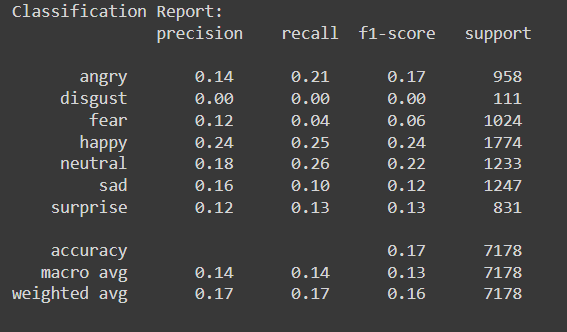 Classification Report:
precision recall f1-score support
angry 0.14 0.21 0.17 958
disgust 0.00 0.00 0.00 111
fear 0.12 0.04 0.06 1024
happy 0.24 0.25 0.24 1774
neutral 0.18 0.26 0.22 1233
sad 0.16 0.10 0.12 1247
surprise 0.12 0.13 0.13 831
accuracy 0.17 7178
macro avg 0.14 0.14 0.13 7178
weighted avg 0.17 0.17 0.16 7178